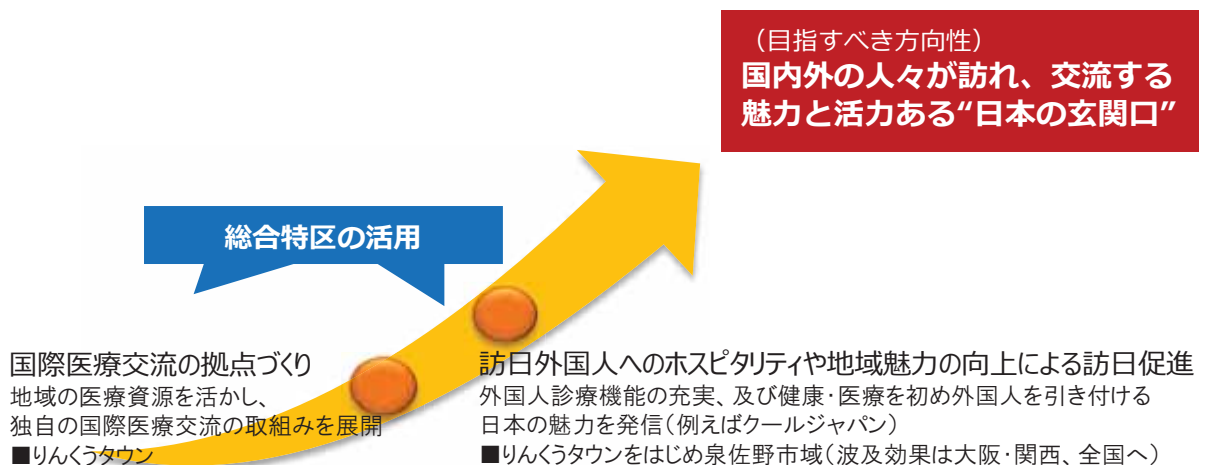 （目指すべき方向性）
国内外の人々が訪れ、交流する
魅力と活力ある“日本の玄関口”
総合特区の活用
国際医療交流の拠点づくり
地域の医療資源を活かし、
独自の国際医療交流の取組みを展開
■りんくうタウン
訪日外国人へのホスピタリティや地域魅力の向上による訪日促進
外国人診療機能の充実、及び健康・医療を初め外国人を引き付ける
日本の魅力を発信（例えばクールジャパン）
■りんくうタウンをはじめ泉佐野市域（波及効果は大阪・関西、全国へ）